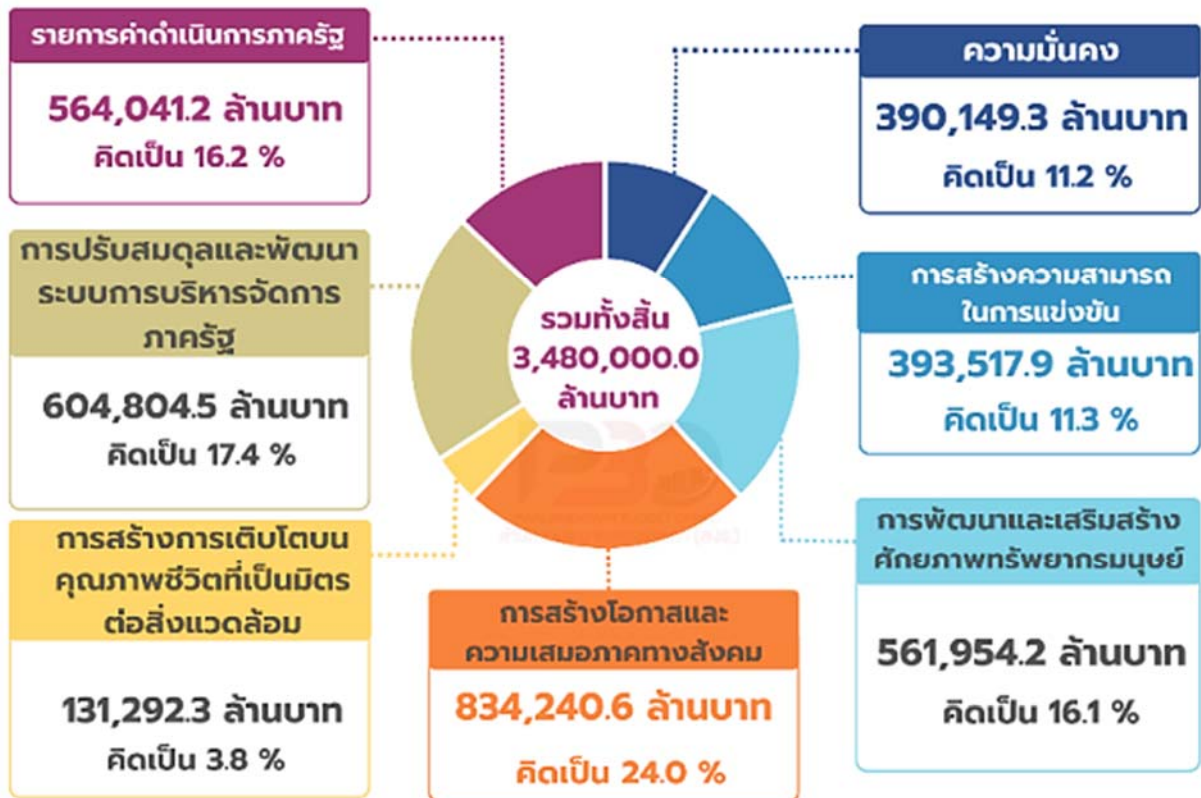 รายการค่าดำเนินการภาครัฐ
564,041.2 ล้านบาท
คิดเป็น 16.2 %
ความมั่นคง
390,149.3 ล้านบาท
คิดเป็น 11.2 %
การปรับสมดุลและพัฒนา
ระบบการบริหารจัดการ
ภาครัฐ
604,804.5 ล้านบาท
คิดเป็น 17.4 %
รวมทั้งสิ้น
3,480,000.0
ล้านบาท
การสร้างความสามารถ
ในการแข่งขัน
393,517.9 ล้านบาท
คิดเป็น 11.3 %
การสร้างการเติบโตบน
คุณภาพชีวิตที่เป็นมิตร
ต่อสิ่งแวดล้อม
131,292.3 ล้านบาท
คิดเป็น 3.8 %
การสร้างโอกาสและ
ความเสมอภาคทางสังคม
834,240.6 ล้านบาท
คิดเป็น 24.0 %
การพัฒนาและเสริมสร้าง
ศักยภาพทรัพยากรมนุษย์
561,954.2 ล้านบาท
คิดเป็น 16.1 %